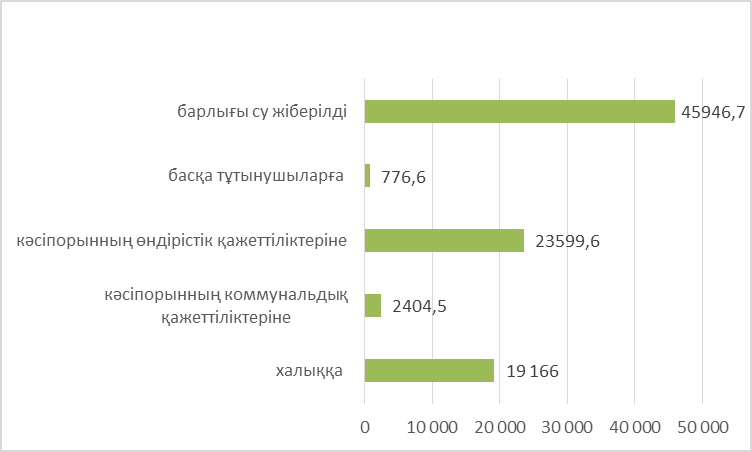 барлығы су жіберілді
45946,7
басқа тұтынушыларға
776,6
кәсіпорынның өндірістік қажеттіліктеріне
23599,6
кәсіпорынның коммунальдық
қажеттіліктеріне
2404,5
халыққа
19 166
0 10 000 20 000 30 000 40 000 50 000